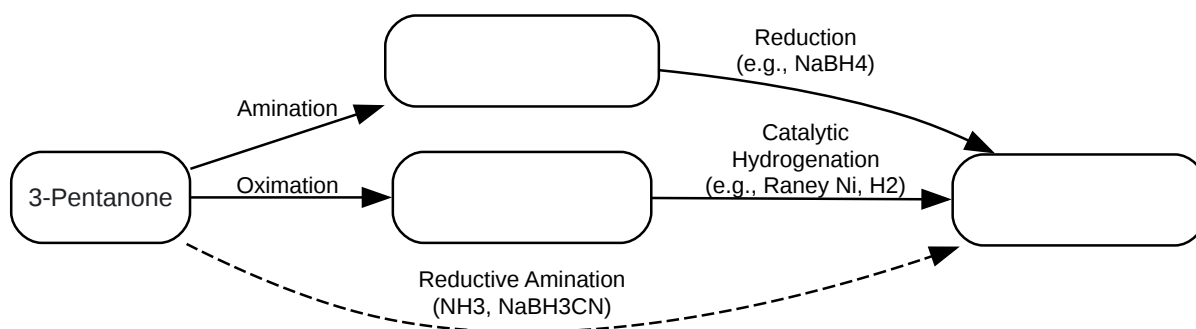 Reduction
(e.g., NaBH4)
Amination
Catalytic
Hydrogenation
(e.g., Raney Ni, H2)
3-Pentanone
Oximation
Reductive Amination
(NH3, NaBH3CN)